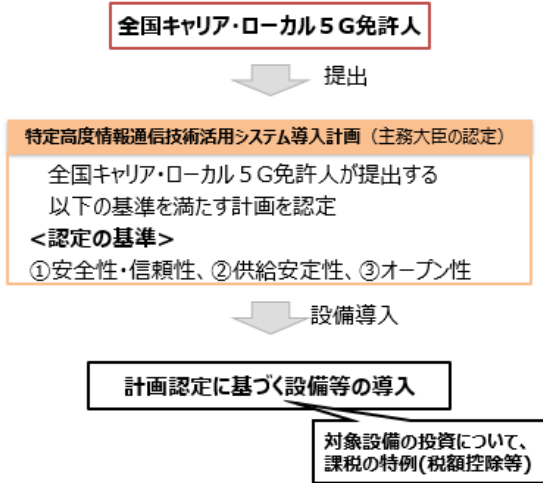 全国キャリア・ローカル５Ｇ免許人
提出
特定高度情報通信技術活用システム導入計画（主務大臣の認定）
全国キャリア・ローカル５Ｇ免許人が提出する
以下の基準を満たす計画を認定
<認定の基準>
①安全性・信頼性、②供給安定性、③オープン性
設備導入
計画認定に基づく設備等の導入
対象設備の投資について、
課税の特例(税額控除等)